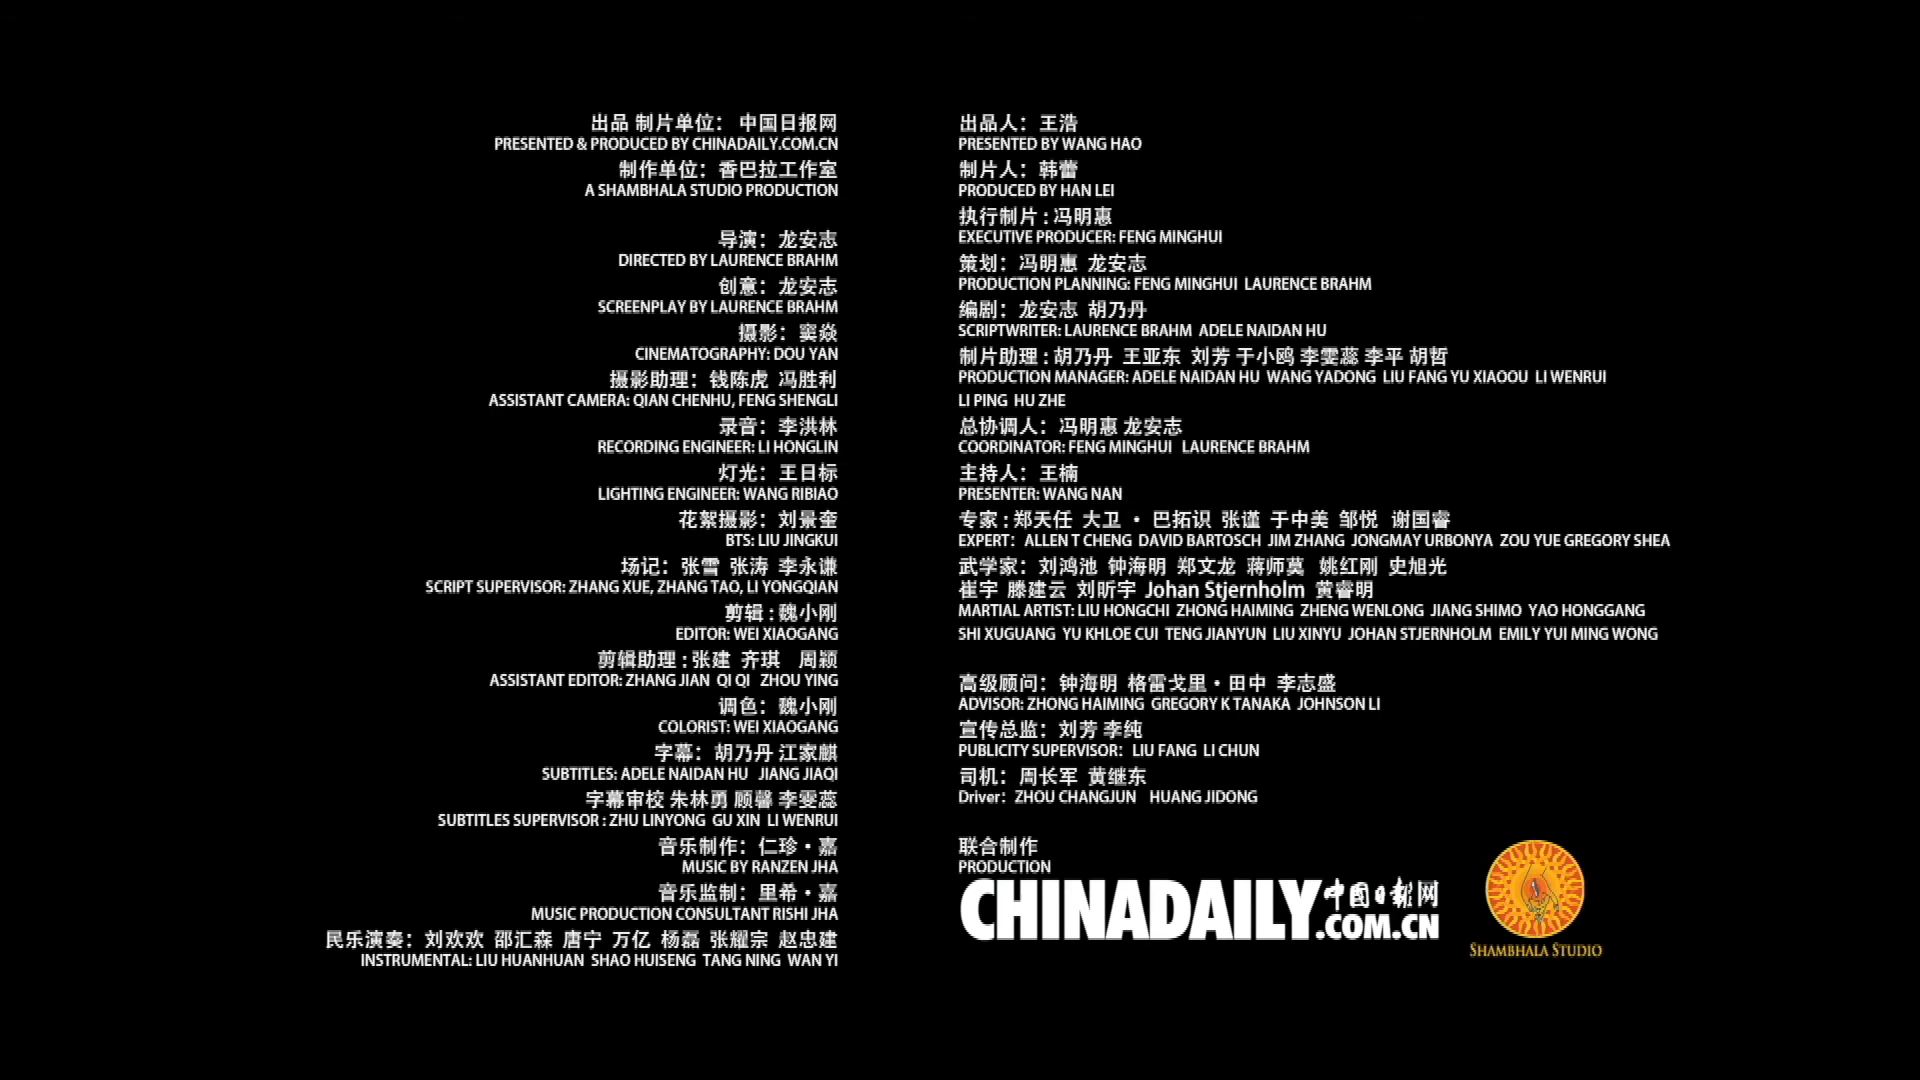 出品 制片单位： 中国日报网
PRESENTED & PRODUCED BY CHINADAILY.COM.CN
制作单位：香巴拉工作室
A SHAMBHALA STUDIO PRODUCTION
导演：龙安志
DIRECTED BY LAURENCE BRAHM
创意：龙安志
SCREENPLAY BY LAURENCE BRAHM
摄影：窦焱
CINEMATOGRAPHY: DOU YAN
摄影助理：钱陈虎 冯胜利
ASSISTANT CAMERA: QIAN CHENHU, FENG SHENGLI
录音：李洪林
RECORDING ENGINEER: LI HONGLIN
灯光：王日标
LIGHTING ENGINEER: WANG RIBIAO
花絮摄影：刘景奎
BTS: LIU JINGKUI
场记：张雪 张涛 李永谦
SCRIPT SUPERVISOR: ZHANG XUE, ZHANG TAO, LI YONGQIAN
剪辑 : 魏小刚
EDITOR: WEI XIAOGANG
剪辑助理 : 张建 齐琪 周颖
ASSISTANT EDITOR: ZHANG JIAN QI QI ZHOU YING
调色：魏小刚
COLORIST: WEI XIAOGANG
字幕：胡乃丹 江家麒
SUBTITLES: ADELE NAIDAN HU JIANG JIAQI
字幕审校 朱林勇 顾馨 李雯蕊
SUBTITLES SUPERVISOR : ZHU LINYONG GU XIN LI WENRUI
音乐制作：仁珍・嘉
MUSIC BY RANZEN JHA
音乐监制：里希・嘉
MUSIC PRODUCTION CONSULTANT RISHI JHA
民乐演奏：刘欢欢 邵汇森 唐宁 万亿 杨磊 张耀宗 赵忠建
INSTRUMENTAL: LIU HUANHUAN SHAO HUISENG TANG NING WAN YI
出品人：王浩
PRESENTED BY WANG HAO
制片人：韩蕾
PRODUCED BY HAN LEI
执行制片 : 冯明惠
EXECUTIVE PRODUCER: FENG MINGHUI
策划：冯明惠 龙安志
PRODUCTION PLANNING: FENG MINGHUI LAURENCE BRAHM
编剧：龙安志 胡乃丹
SCRIPTWRITER: LAURENCE BRAHM ADELE NAIDAN HU
制片助理 : 胡乃丹 王亚东 刘芳 于小鸥 李雯蕊 李平 胡哲
PRODUCTION MANAGER: ADELE NAIDAN HU WANG YADONG LIU FANG YU XIAOOU LI WENRUI
LI PING HU ZHE
总协调人：冯明惠 龙安志
COORDINATOR: FENG MINGHUI LAURENCE BRAHM
主持人：王楠
PRESENTER: WANG NAN
专家 : 郑天任 大卫・巴拓识 张谨 于中美 邹悦 谢国睿
EXPERT：ALLEN T CHENG DAVID BARTOSCH JIM ZHANG JONGMAY URBONYA ZOU YUE GREGORY SHEA
武学家：刘鸿池 钟海明 郑文龙 蒋师莫 姚红刚 史旭光
崔宇 滕建云 刘昕宇 Johan Stjernholm 黄睿明
MARTIAL ARTIST: LIU HONGCHI ZHONG HAIMING ZHENG WENLONG JIANG SHIMO YAO HONGGANG
SHI XUGUANG YU KHLOE CUI TENG JIANYUN LIU XINYU JOHAN STJERNHOLM EMILY YUI MING WONG
高级顾问：钟海明 格雷戈里・田中 李志盛
ADVISOR: ZHONG HAIMING GREGORY K TANAKA JOHNSON LI
宣传总监：刘芳 李纯
PUBLICITY SUPERVISOR：LIU FANG LI CHUN
司机：周长军 黄继东
Driver：ZHOU CHANGJUN HUANG JIDONG
联合制作
PRODUCTION
CHINADAILY 中国日报网
.COM.CN
SHAMBHALA STUDIO